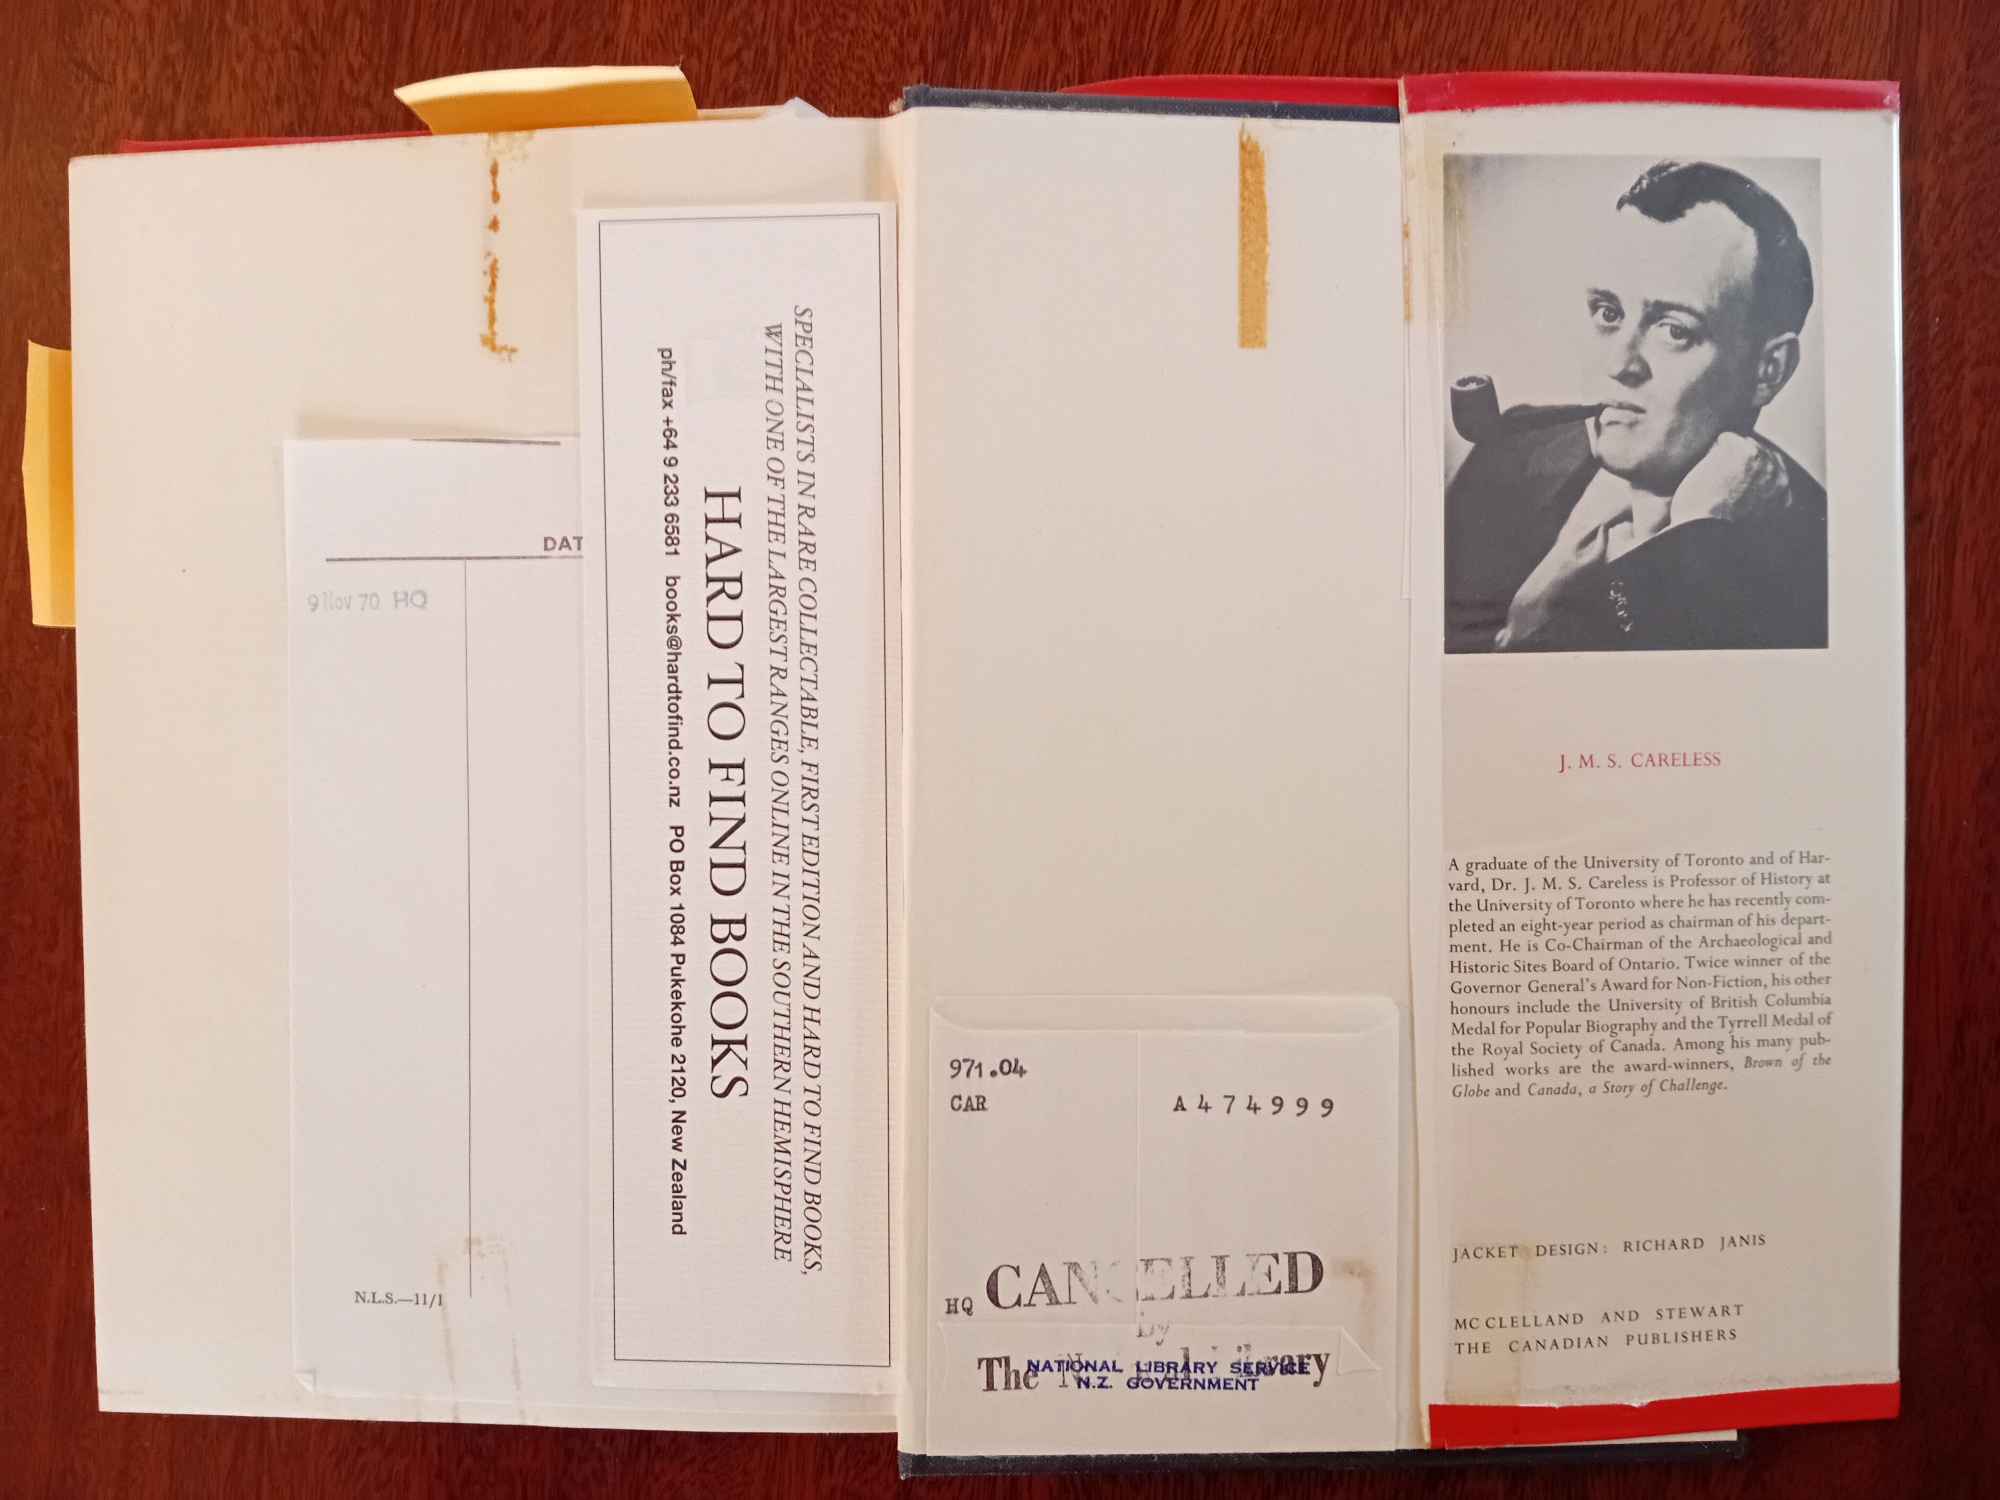 DAT
9 Nov 70 HQ
N.L.S.—11/1
SPECIALISTS IN RARE COLLECTABLE, FIRST EDITION AND HARD TO FIND BOOKS,
WITH ONE OF THE LARGEST RANGES ONLINE IN THE SOUTHERN HEMISPHERE
HARD TO FIND BOOKS
ph/fax +64 9 233 6581 books@hardtofind.co.nz PO Box 1084 Pukekohe 2120, New Zealand
971.04
CAR
A474999
HQ
CANCELLED
by
The National Library
NATIONAL LIBRARY SERVICE
N.Z. GOVERNMENT
J. M. S. CARELESS
A graduate of the University of Toronto and of Har-
vard, Dr. J. M. S. Careless is Professor of History at
the University of Toronto where he has recently com-
pleted an eight-year period as chairman of his depart-
ment. He is Co-Chairman of the Archaeological and
Historic Sites Board of Ontario. Twice winner of the
Governor General's Award for Non-Fiction, his other
honours include the University of British Columbia
Medal for Popular Biography and the Tyrrell Medal of
the Royal Society of Canada. Among his many pub-
lished works are the award-winners, Brown of the
Globe and Canada, a Story of Challenge.
JACKET DESIGN: RICHARD JANIS
MCCLELLAND AND STEWART
THE CANADIAN PUBLISHERS